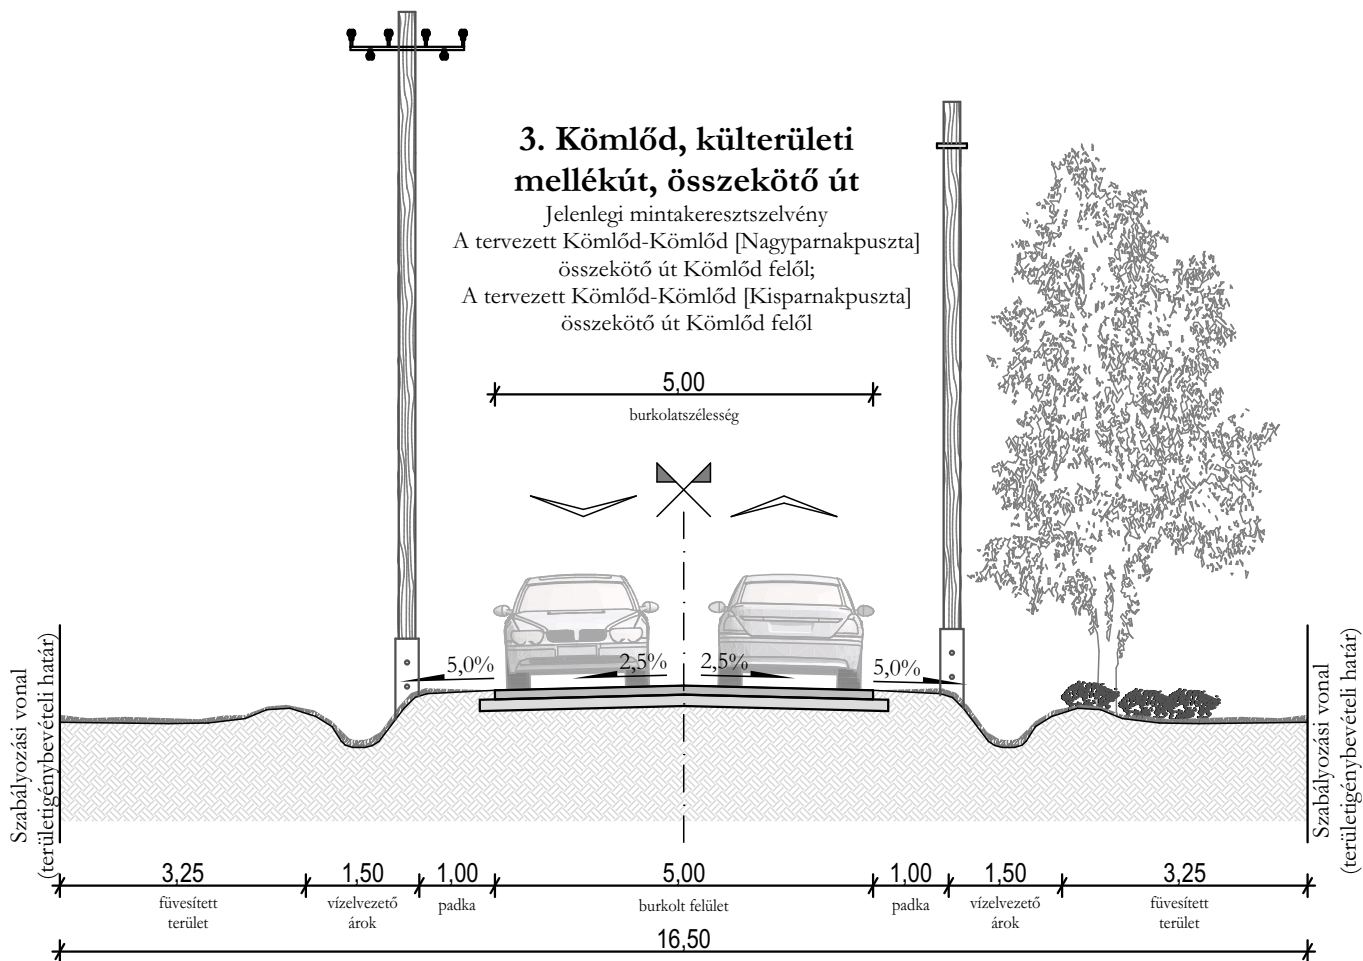 3. Kömlőd, külterületi
mellékút, összekötő út
Jelenlegi mintakeresztszelvény
A tervezett Kömlőd-Kömlőd [Nagyparnakpuszta]
összekötő út Kömlőd felől;
A tervezett Kömlőd-Kömlőd [Kisparnakpuszta]
összekötő út Kömlőd felől
5,00
burkolatszélesség
5,0%
2,5%
2,5%
5,0%
Szabályozási vonal
(területigénybevételi határ)
Szabályozási vonal
(területigénybevételi határ)
3,25
1,50
1,00
5,00
1,00
1,50
3,25
füvesített
terület
vízelvezető
árok
padka
burkolt felület
padka
vízelvezető
árok
füvesített
terület
16,50